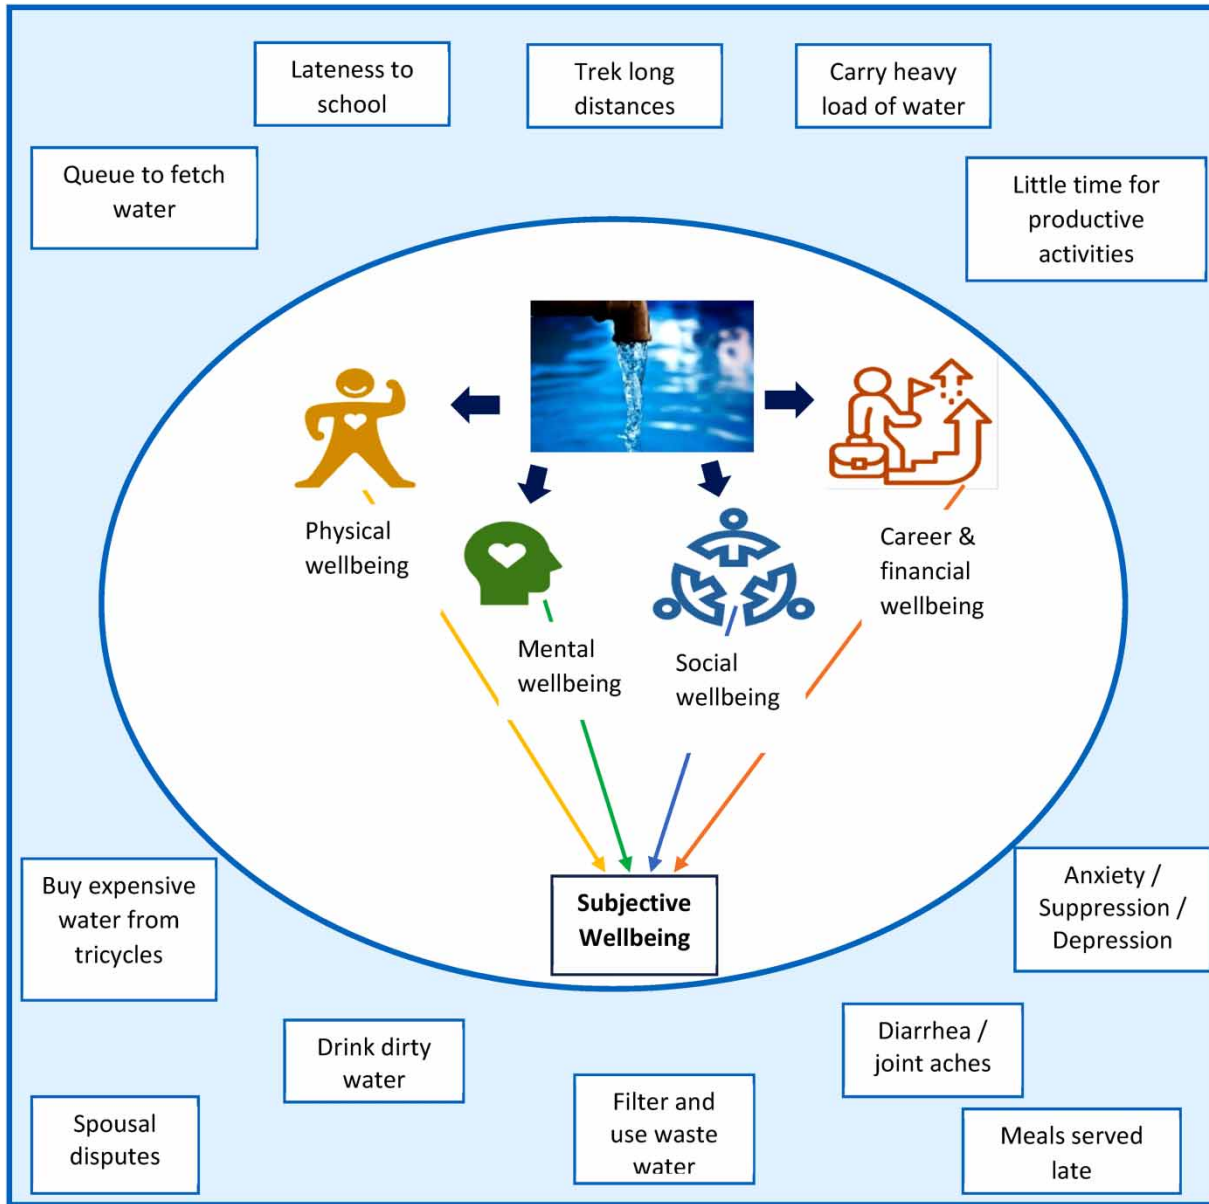 Lateness to
school
Trek long
distances
Carry heavy
load of water
Queue to fetch
water
Little time for
productive
activities
Physical
wellbeing
Mental
wellbeing
Social
wellbeing
Career &
financial
wellbeing
Subjective
Wellbeing
Buy expensive
water from
tricycles
Anxiety /
Suppression /
Depression
Drink dirty
water
Diarrhea /
joint aches
Spousal
disputes
Filter and
use waste
water
Meals served
late